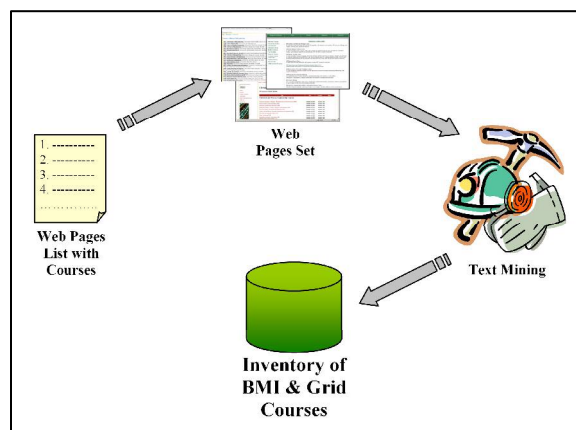 1.
2.
3.
4.
Web Pages
List with
Courses
Web
Pages Set
Text Mining
Inventory of
BMI & Grid
Courses